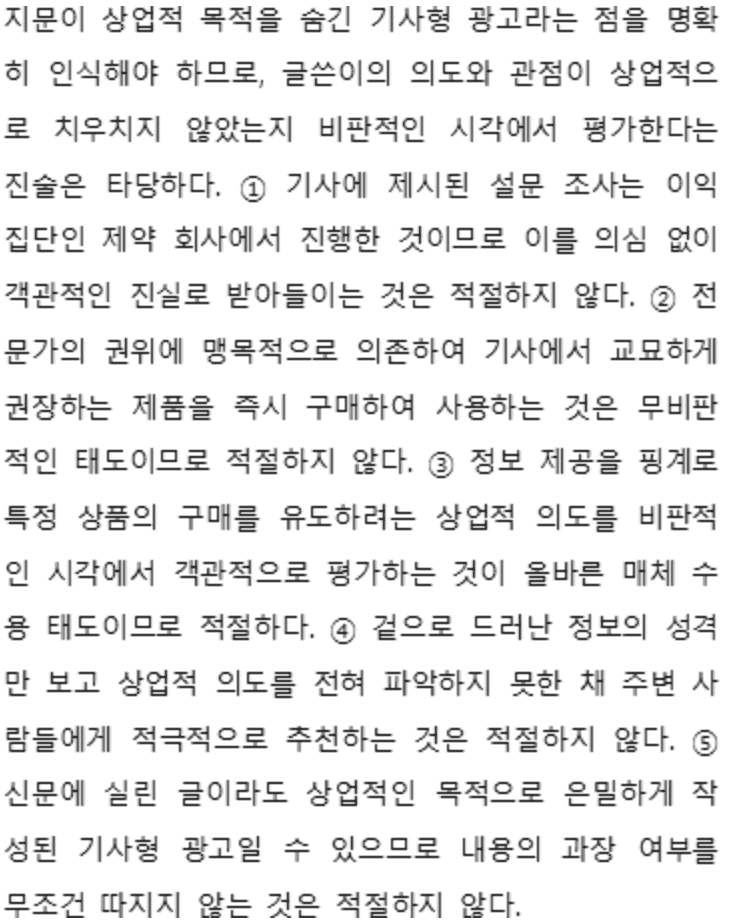 지문이 상업적 목적을 숨긴 기사형 광고라는 점을 명확
히 인식해야 하므로, 글쓴이의 의도와 관점이 상업적으
로 치우치지 않았는지 비판적인 시각에서 평가한다는
진술은 타당하다. ① 기사에 제시된 설문 조사는 이익
집단인 제약 회사에서 진행한 것이므로 이를 의심 없이
객관적인 진실로 받아들이는 것은 적절하지 않다. ② 전
문가의 권위에 맹목적으로 의존하여 기사에서 교묘하게
권장하는 제품을 즉시 구매하여 사용하는 것은 무비판
적인 태도이므로 적절하지 않다. ③ 정보 제공을 핑계로
특정 상품의 구매를 유도하려는 상업적 의도를 비판적
인 시각에서 객관적으로 평가하는 것이 올바른 매체 수
용 태도이므로 적절하다. ④ 겉으로 드러난 정보의 성격
만 보고 상업적 의도를 전혀 파악하지 못한 채 주변 사
람들에게 적극적으로 추천하는 것은 적절하지 않다. ⑤
신문에 실린 글이라도 상업적인 목적으로 은밀하게 작
성된 기사형 광고일 수 있으므로 내용의 과장 여부를
무조건 따지지 않는 것은 적절하지 않다.